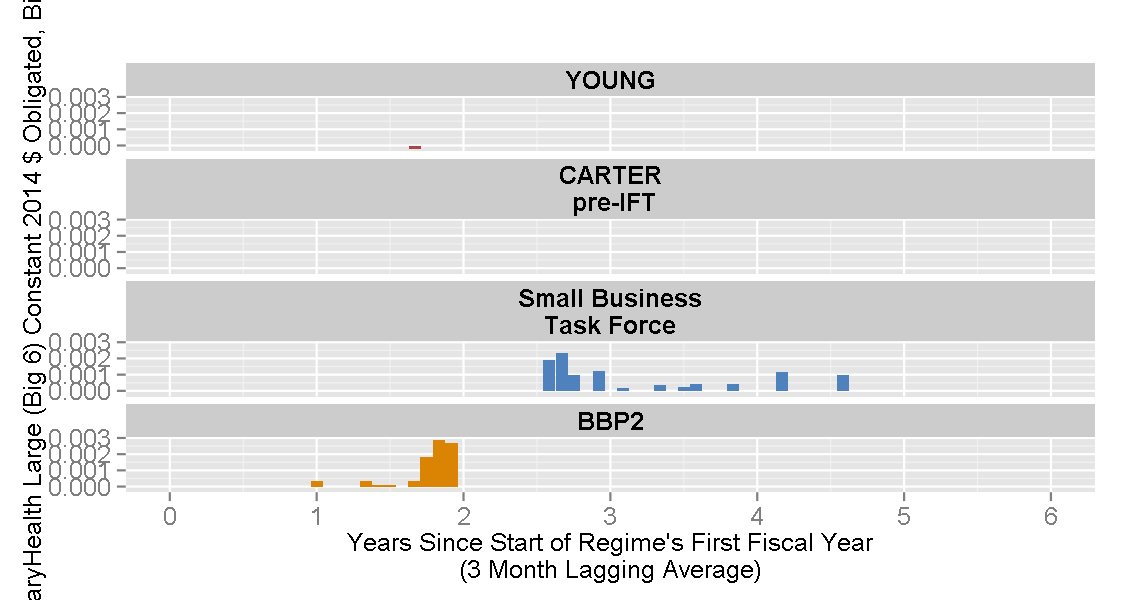 aryHealth Large (Big 6) Constant 2014 $ Obligated,
YOUNG
0.003
0.002
0.001
0.000
CARTER
pre-IFT
0.003
0.002
0.001
0.000
Small Business
Task Force
0.003
0.002
0.001
0.000
BBP2
0.003
0.002
0.001
0.000
0 1 2 3 4 5 6
Years Since Start of Regime's First Fiscal Year
(3 Month Lagging Average)